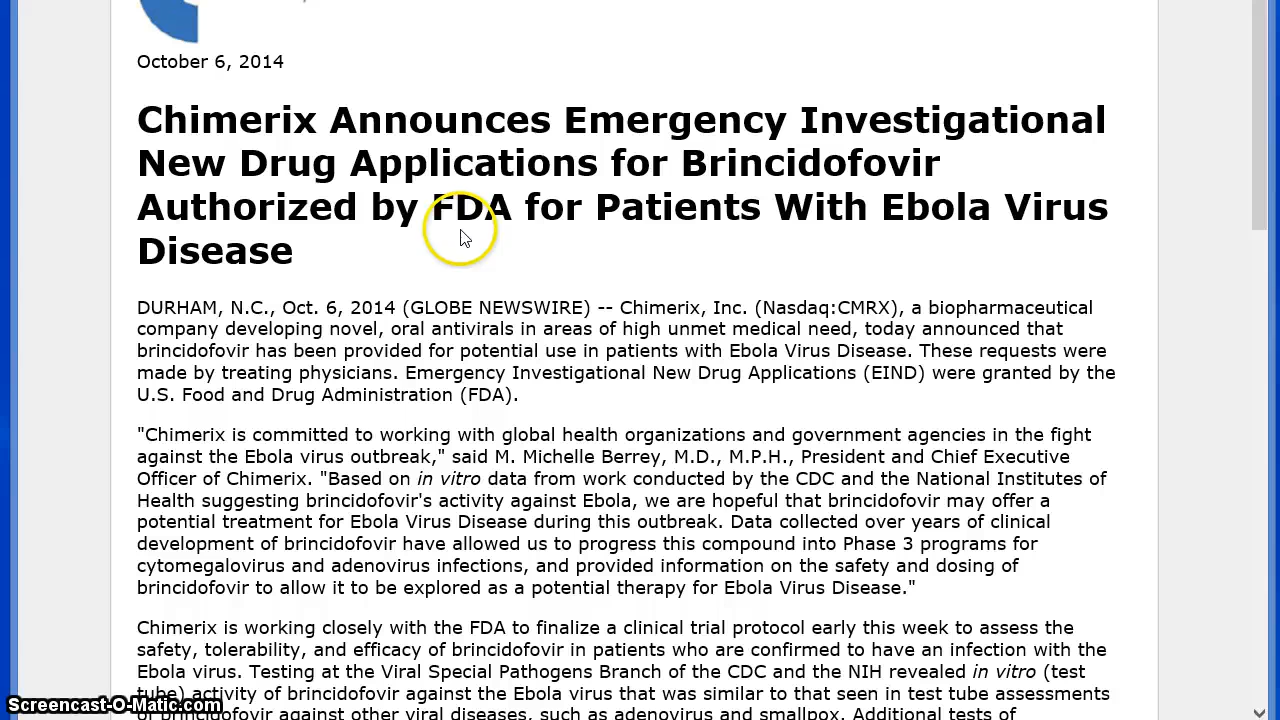 October 6, 2014
Chimerix Announces Emergency Investigational
New Drug Applications for Brincidofovir
Authorized by FDA for Patients With Ebola Virus
Disease
DURHAM, N.C., Oct. 6, 2014 (GLOBE NEWSWIRE) -- Chimerix, Inc. (Nasdaq:CMRX), a biopharmaceutical
company developing novel, oral antivirals in areas of high unmet medical need, today announced that
brincidofovir has been provided for potential use in patients with Ebola Virus Disease. These requests were
made by treating physicians. Emergency Investigational New Drug Applications (EIND) were granted by the
U.S. Food and Drug Administration (FDA).
"Chimerix is committed to working with global health organizations and government agencies in the fight
against the Ebola virus outbreak," said M. Michelle Berrey, M.D., M.P.H., President and Chief Executive
Officer of Chimerix. "Based on in vitro data from work conducted by the CDC and the National Institutes of
Health suggesting brincidofovir's activity against Ebola, we are hopeful that brincidofovir may offer a
potential treatment for Ebola Virus Disease during this outbreak. Data collected over years of clinical
development of brincidofovir have allowed us to progress this compound into Phase 3 programs for
cytomegalovirus and adenovirus infections, and provided information on the safety and dosing of
brincidofovir to allow it to be explored as a potential therapy for Ebola Virus Disease."
Chimerix is working closely with the FDA to finalize a clinical trial protocol early this week to assess the
safety, tolerability, and efficacy of brincidofovir in patients who are confirmed to have an infection with the
Ebola virus. Testing at the Viral Special Pathogens Branch of the CDC and the NIH revealed in vitro (test
tube) activity of brincidofovir against the Ebola virus that was similar to that seen in test tube assessments
of brincidofovir against other viral diseases, such as adenovirus and smallpox. Additional tests of
Screencast-O-Matic.com